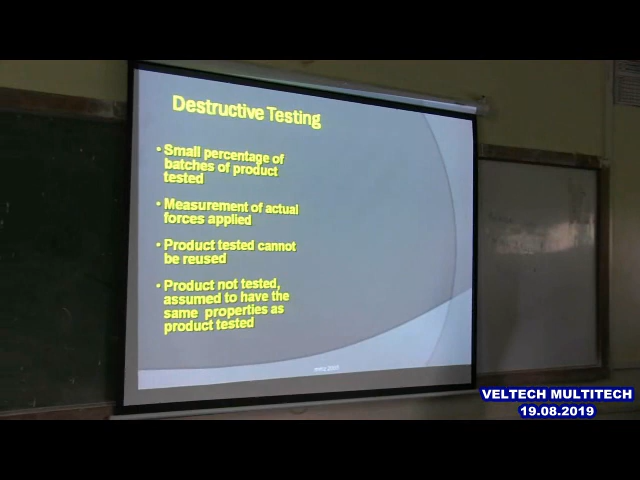 Destructive Testing
• Small percentage of
batches of product
tested
• Measurement of actual
forces applied
• Product tested cannot
be reused
• Product not tested,
assumed to have the
same properties as
product tested
VELTECH MULTITECH
19.08.2019